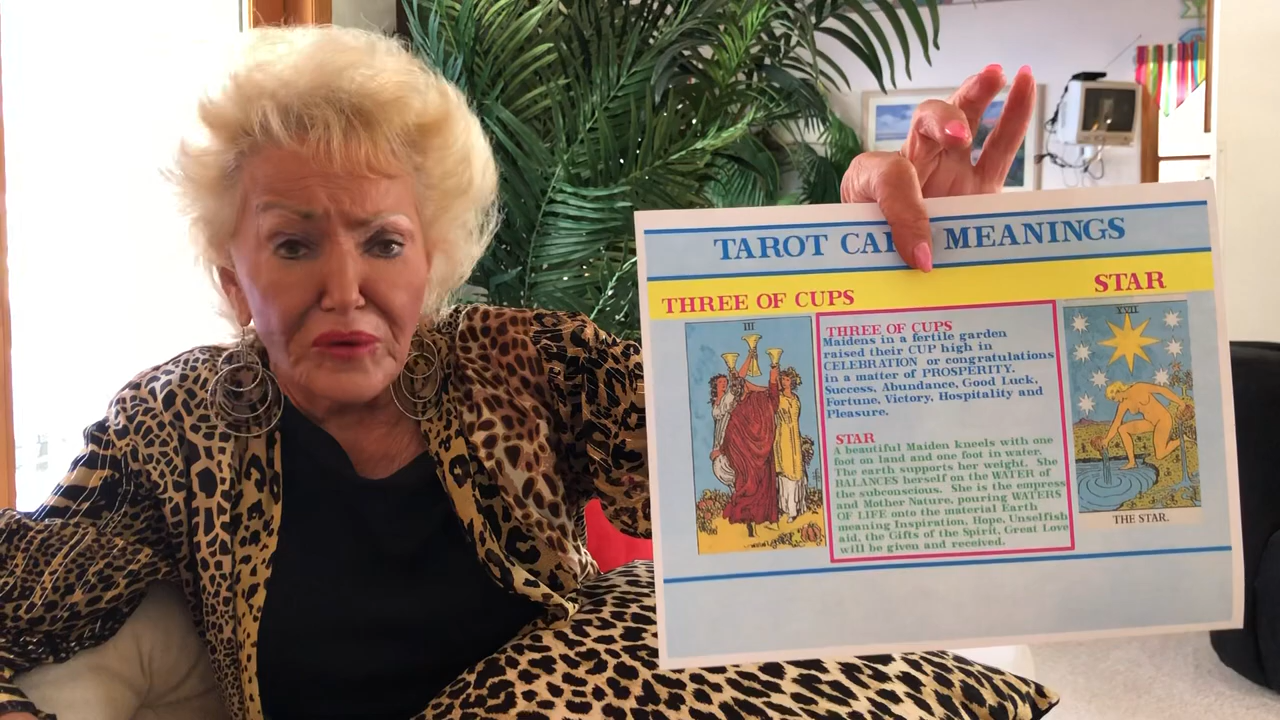 TAROT CA MEANINGS
THREE OF CUPS
STAR
III
THREE OF CUPS
Maidens in a fertile garden
raised their CUP high in
CELEBRATION or congratulations
in a matter of PROSPERITY.
Success, Abundance, Good Luck,
Fortune, Victory, Hospitality and
Pleasure.
STAR
A beautiful Maiden kneels with one
foot on land and one foot in water.
The earth supports her weight. She
BALANCES herself on the WATER of
the subconscious. She is the empress
and Mother Nature, pouring WATERS
OF LIFE onto the material Earth
meaning Inspiration, Hope, Unselfish
aid, the Gifts of the Spirit, Great Love
will be given and received.
XVII
THE STAR.